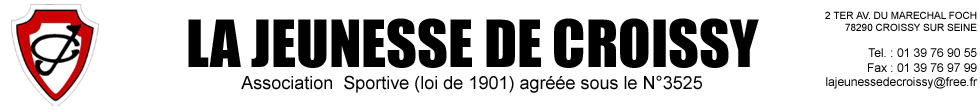 LA JEUNESSE DE CROISSY
Association  Sportive (loi de 1901) agréée sous le N°3525
2 TER AV. DU MARECHAL FOCH
78290 CROISSY SUR SEINE
Tel. : 01 39 76 90 55
Fax : 01 39 76 97 99
lajeunessedecroissy@free.fr